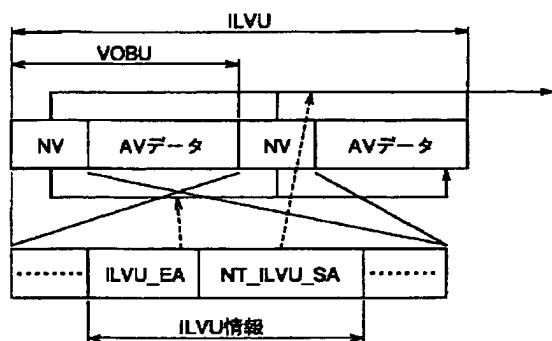 ILVU
VOBU
NV AVデータ NV AVデータ
········ ILVU_EA NT_ILVU_SA ········
ILVU情報